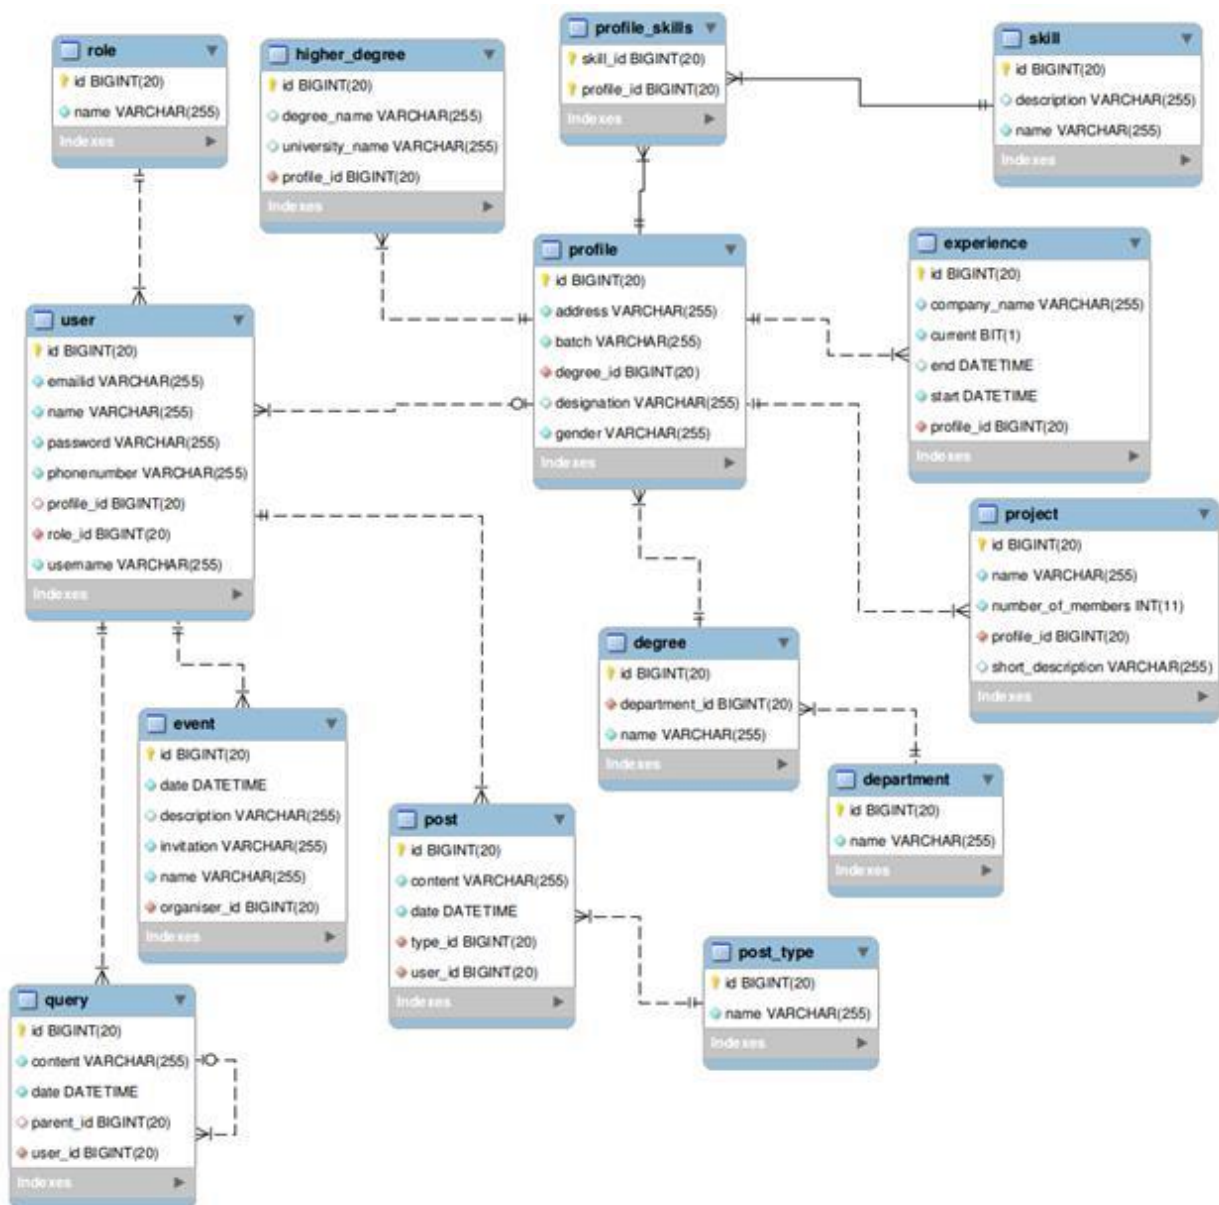 role
id BIGINT(20)
name VARCHAR(255)
Indexes
higher_degree
id BIGINT(20)
degree_name VARCHAR(255)
university_name VARCHAR(255)
profile_id BIGINT(20)
Indexes
profile_skills
skill_id BIGINT(20)
profile_id BIGINT(20)
Indexes
skill
id BIGINT(20)
description VARCHAR(255)
name VARCHAR(255)
Indexes
user
id BIGINT(20)
emailid VARCHAR(255)
name VARCHAR(255)
password VARCHAR(255)
phonenumber VARCHAR(255)
profile_id BIGINT(20)
role_id BIGINT(20)
username VARCHAR(255)
Indexes
profile
id BIGINT(20)
address VARCHAR(255)
batch VARCHAR(255)
degree_id BIGINT(20)
designation VARCHAR(255)
gender VARCHAR(255)
Indexes
experience
id BIGINT(20)
company_name VARCHAR(255)
current BIT(1)
end DATETIME
start DATETIME
profile_id BIGINT(20)
Indexes
project
id BIGINT(20)
name VARCHAR(255)
number_of_members INT(11)
profile_id BIGINT(20)
short_description VARCHAR(255)
Indexes
degree
id BIGINT(20)
department_id BIGINT(20)
name VARCHAR(255)
Indexes
department
id BIGINT(20)
name VARCHAR(255)
Indexes
event
id BIGINT(20)
date DATETIME
description VARCHAR(255)
invitation VARCHAR(255)
name VARCHAR(255)
organiser_id BIGINT(20)
Indexes
post
id BIGINT(20)
content VARCHAR(255)
date DATETIME
type_id BIGINT(20)
user_id BIGINT(20)
Indexes
post_type
id BIGINT(20)
name VARCHAR(255)
Indexes
query
id BIGINT(20)
content VARCHAR(255)
date DATETIME
parent_id BIGINT(20)
user_id BIGINT(20)
Indexes